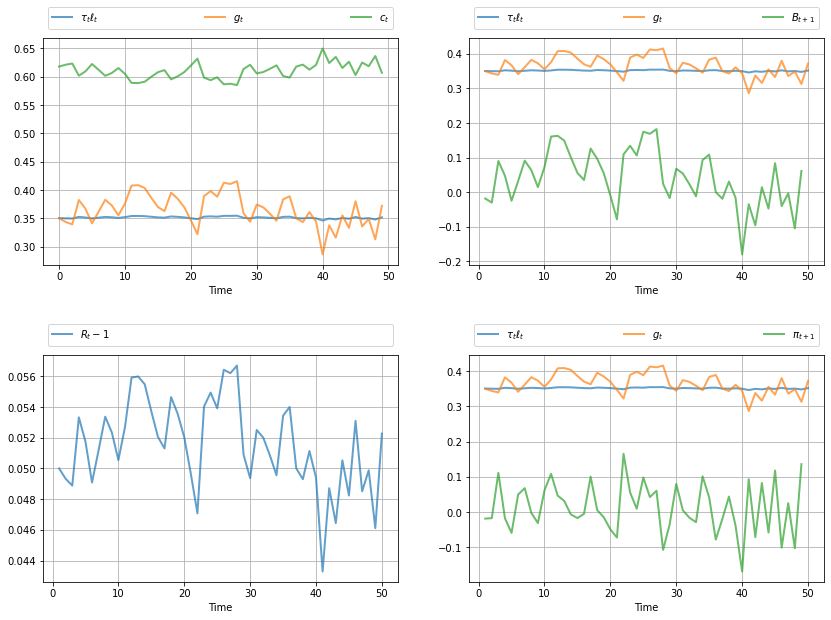 τₜℓₜ gₜ cₜ
0.65
0.60
0.55
0.50
0.45
0.40
0.35
0.30
0 10 20 30 40 50
Time
τₜℓₜ gₜ Bₜ₊₁
0.4
0.3
0.2
0.1
0.0
−0.1
−0.2
0 10 20 30 40 50
Time
Rₜ − 1
0.056
0.054
0.052
0.050
0.048
0.046
0.044
0 10 20 30 40 50
Time
τₜℓₜ gₜ πₜ₊₁
0.4
0.3
0.2
0.1
0.0
−0.1
0 10 20 30 40 50
Time